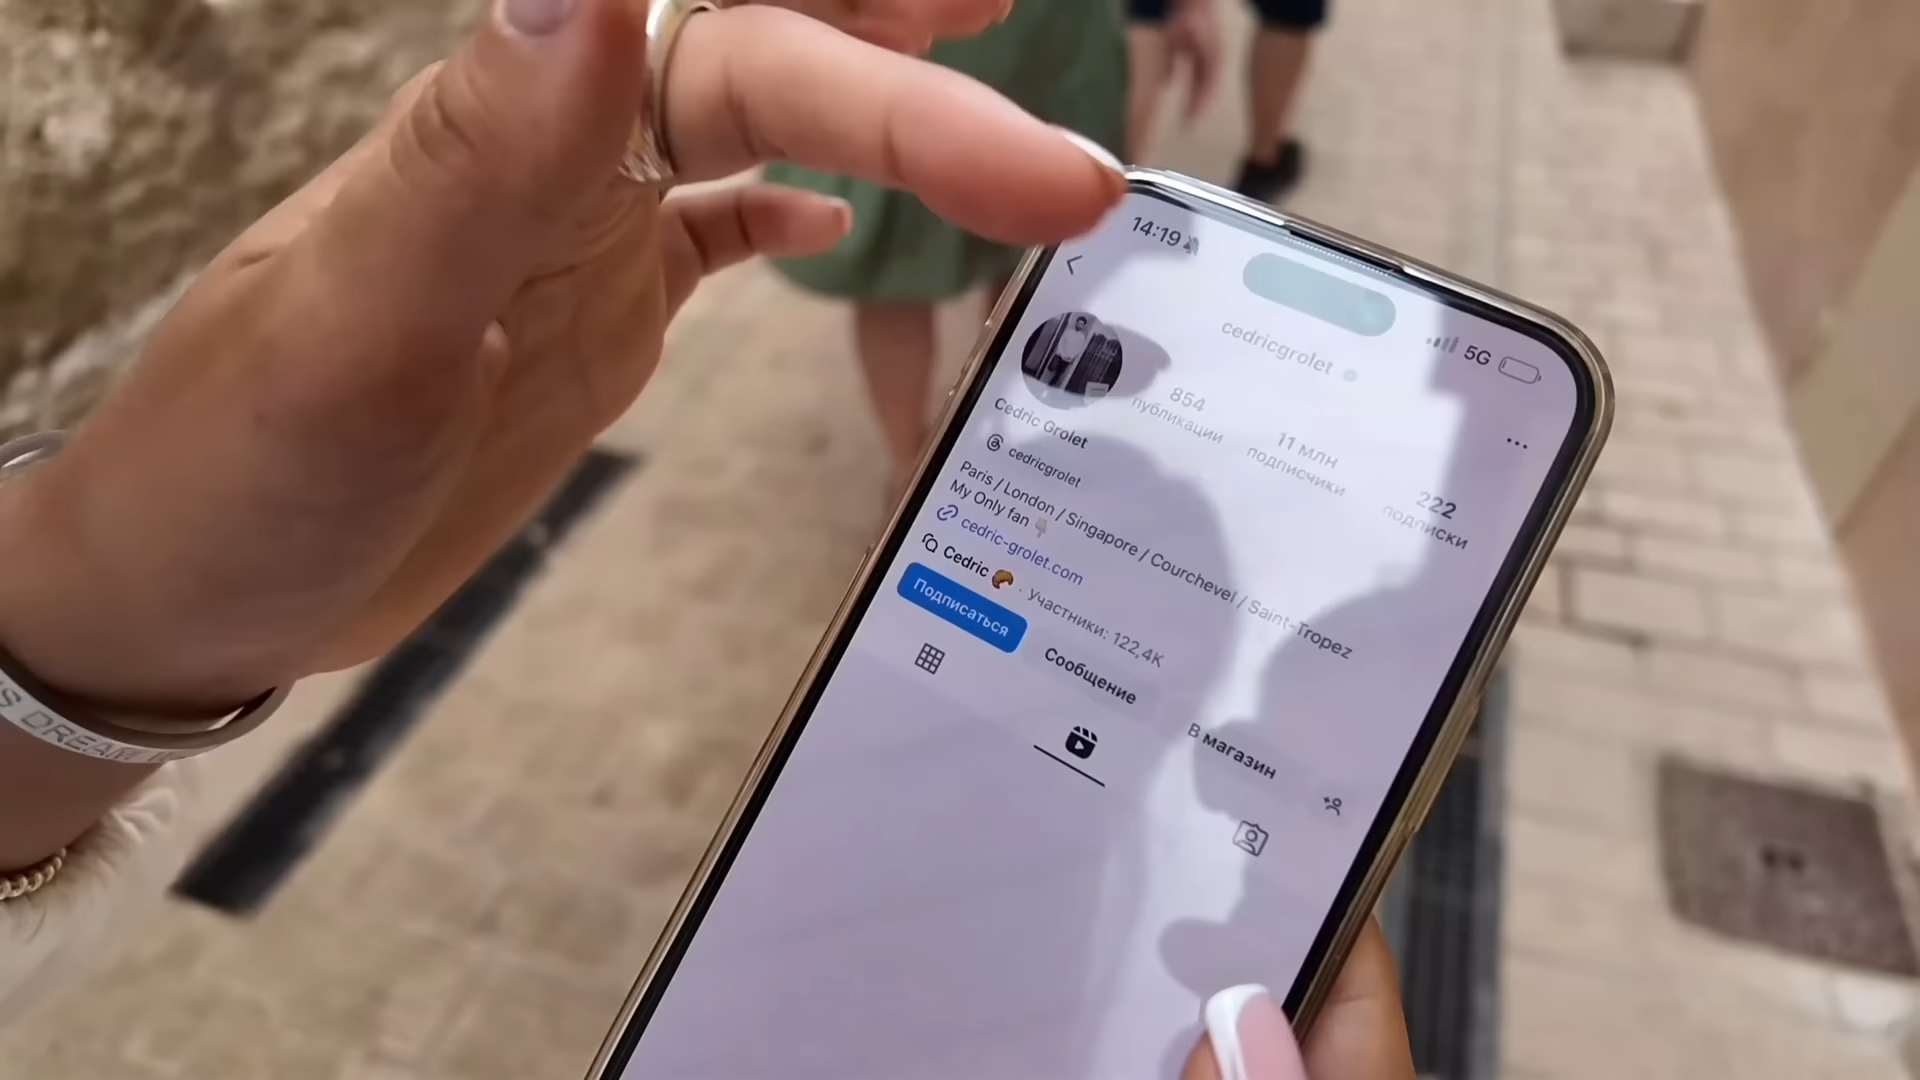 14:19
5G
cedricgrolet
854
публикации
11 млн
подписчики
222
подписки
Cedric Grolet
cedricgrolet
Paris / London / Singapore / Courchevel / Saint-Tropez
My Only fan
cedric-grolet.com
Cedric · Участники: 122,4K
Подписаться
Сообщение
В магазин
S DREAM